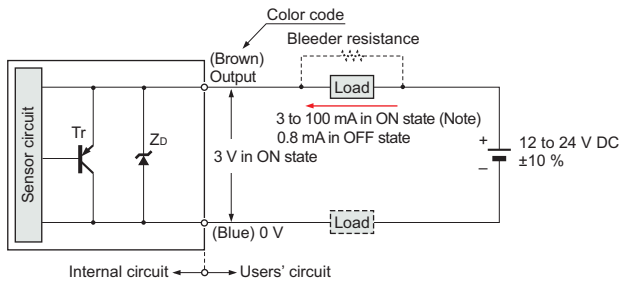 Color code
Bleeder resistance
(Brown)
Output
Load
Sensor circuit
Tr
ZD
3 to 100 mA in ON state (Note)
0.8 mA in OFF state
3 V in ON state
+
12 to 24 V DC
±10 %
−
Load
(Blue) 0 V
Internal circuit
Users' circuit